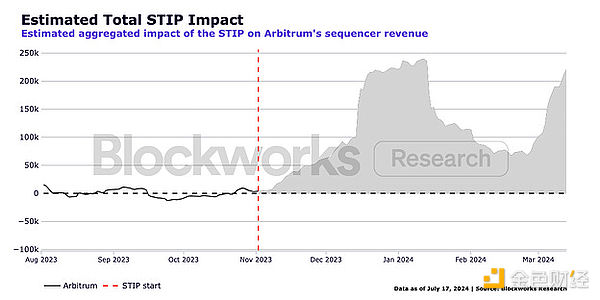 Estimated Total STIP Impact
Estimated aggregated impact of the STIP on Arbitrum's sequencer revenue
250k
200k
150k
100k
50k
0
−50k
−100k
Blockworks Research
Aug 2023 Sep 2023 Oct 2023 Nov 2023 Dec 2023 Jan 2024 Feb 2024 Mar 2024
Arbitrum STIP start
Data as of July 17, 2024 | Source: Blockworks Research
金色财经